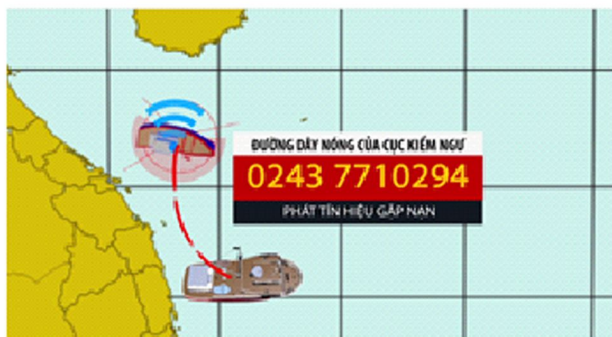 ĐƯỜNG DÂY NÓNG CỦA CỤC KIỂM NGƯ
0243 7710294
PHÁT TÍN HIỆU GẶP NẠN